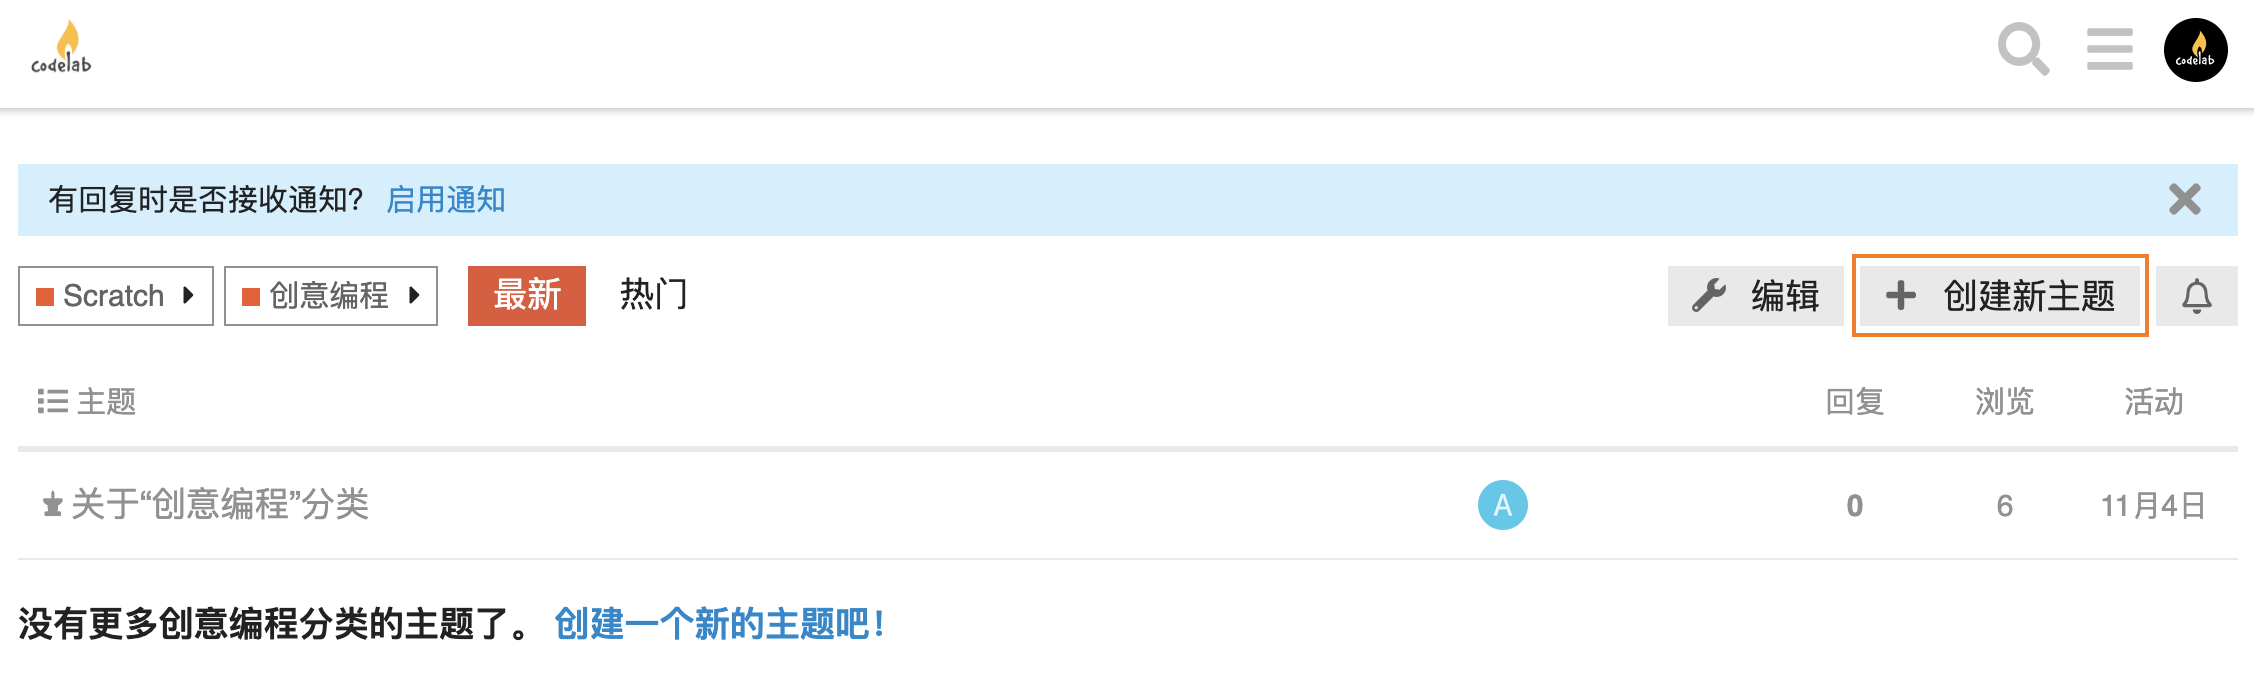 codelab
codelab
有回复时是否接收通知? 启用通知
Scratch 创意编程 最新 热门 编辑 创建新主题
主题 回复 浏览 活动
关于“创意编程”分类 A 0 6 11月4日
没有更多创意编程分类的主题了。 创建一个新的主题吧！